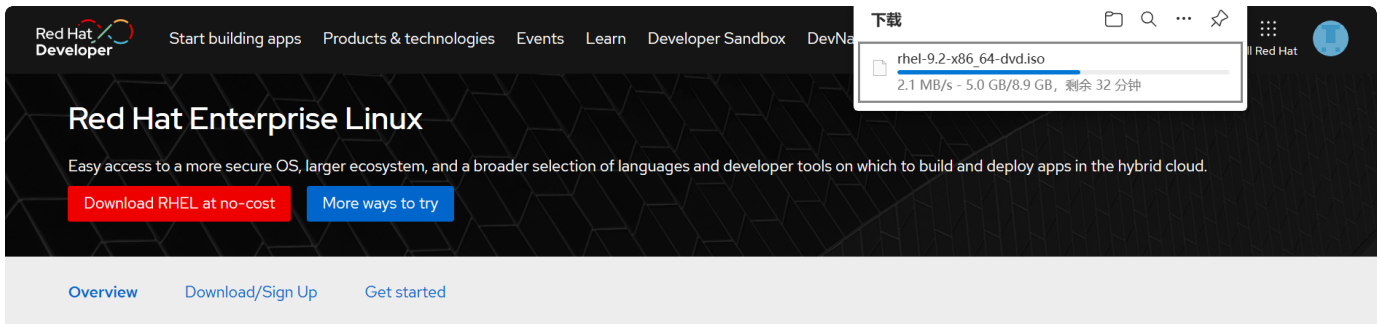 Red Hat
Developer
Start building apps
Products & technologies
Events
Learn
Developer Sandbox
DevNa
ll Red Hat
下载
rhel-9.2-x86_64-dvd.iso
2.1 MB/s - 5.0 GB/8.9 GB，剩余 32 分钟
Red Hat Enterprise Linux
Easy access to a more secure OS, larger ecosystem, and a broader selection of languages and developer tools on which to build and deploy apps in the hybrid cloud.
Download RHEL at no-cost
More ways to try
Overview
Download/Sign Up
Get started